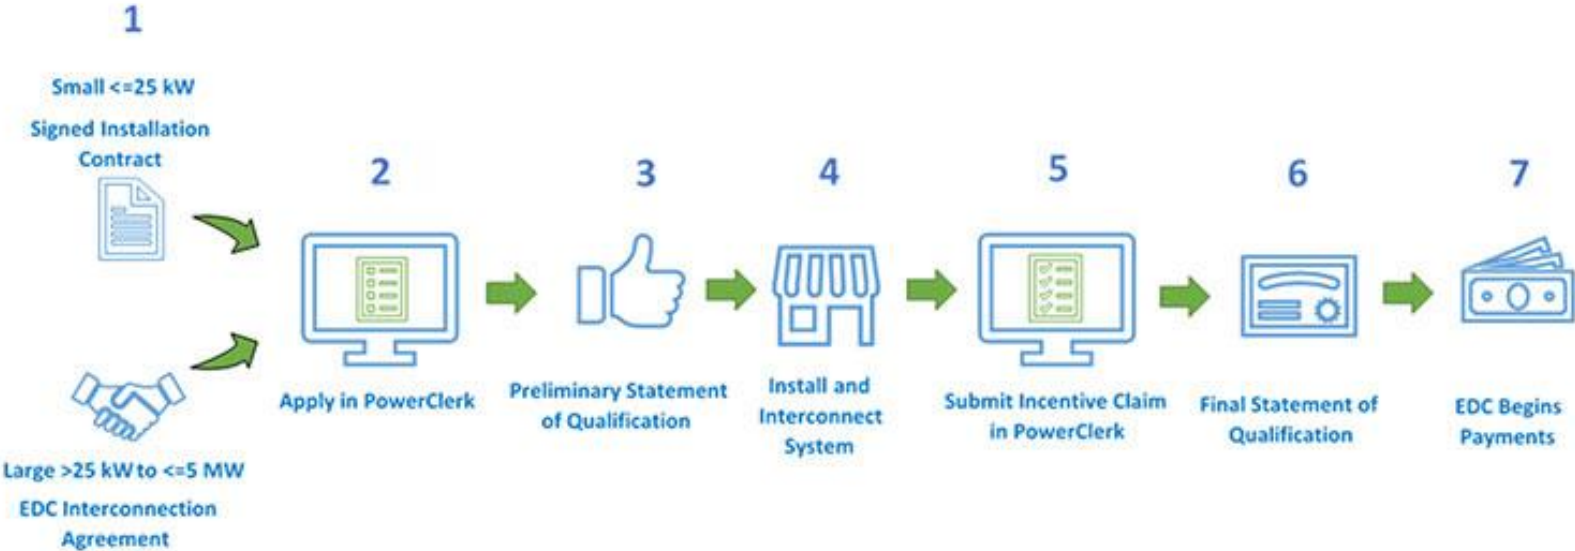 1
Small <=25 kW
Signed Installation
Contract
Large >25 kW to <=5 MW
EDC Interconnection
Agreement
2
Apply in PowerClerk
3
Preliminary Statement
of Qualification
4
Install and
Interconnect
System
5
Submit Incentive Claim
in PowerClerk
6
Final Statement of
Qualification
7
EDC Begins
Payments